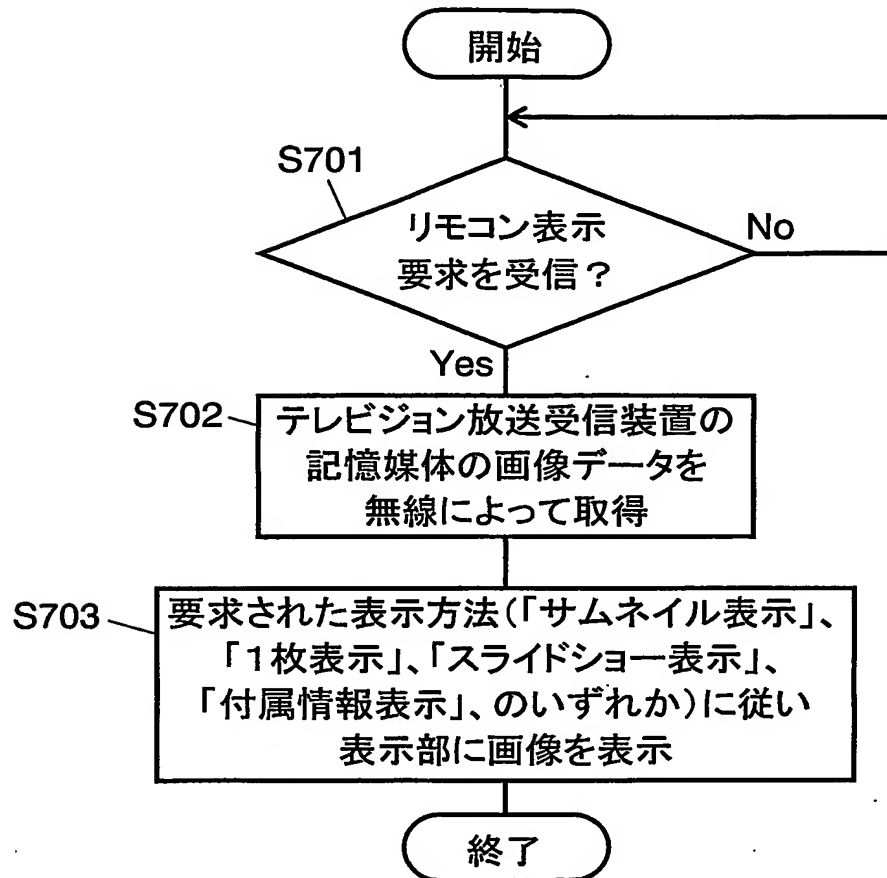 開始
S701
リモコン表示
要求を受信？
No
Yes
S702
テレビジョン放送受信装置の
記憶媒体の画像データを
無線によって取得
S703
要求された表示方法（「サムネイル表示」、
「1枚表示」、「スライドショー表示」、
「付属情報表示」、のいずれか）に従い
表示部に画像を表示
終了